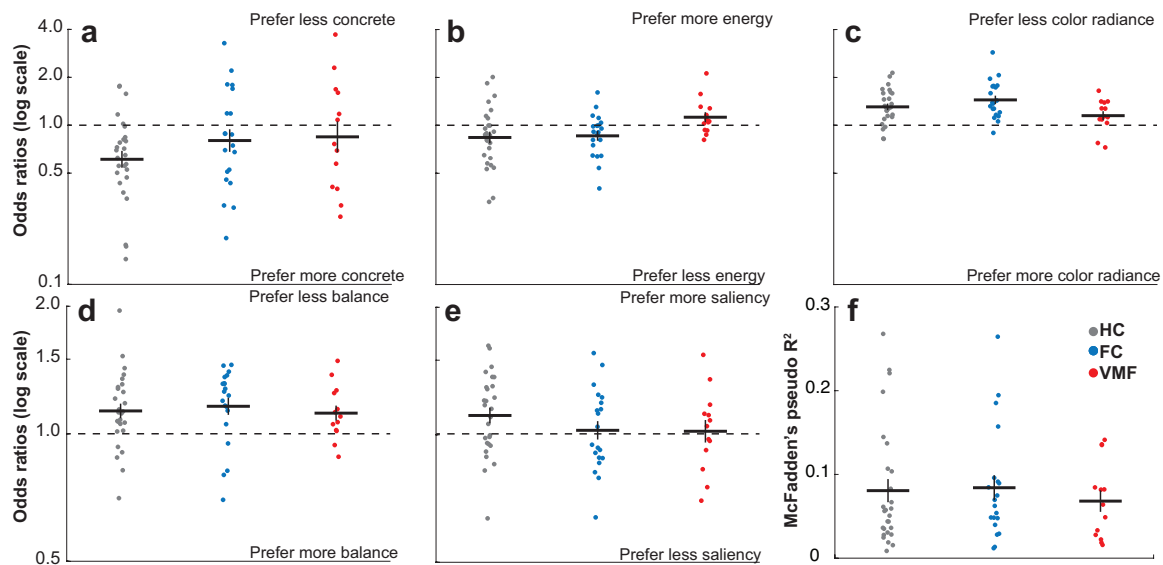 Prefer less concrete
Prefer more energy
Prefer less color radiance
a
b
c
4.0
2.0
1.0
0.5
0.1
Odds ratios (log scale)
Prefer more concrete
Prefer less energy
Prefer more color radiance
Prefer less balance
Prefer more saliency
d
e
f
2.0
1.5
1.0
0.5
Odds ratios (log scale)
Prefer more balance
Prefer less saliency
0.3
0.2
0.1
0
McFadden's pseudo R²
HC
FC
VMF